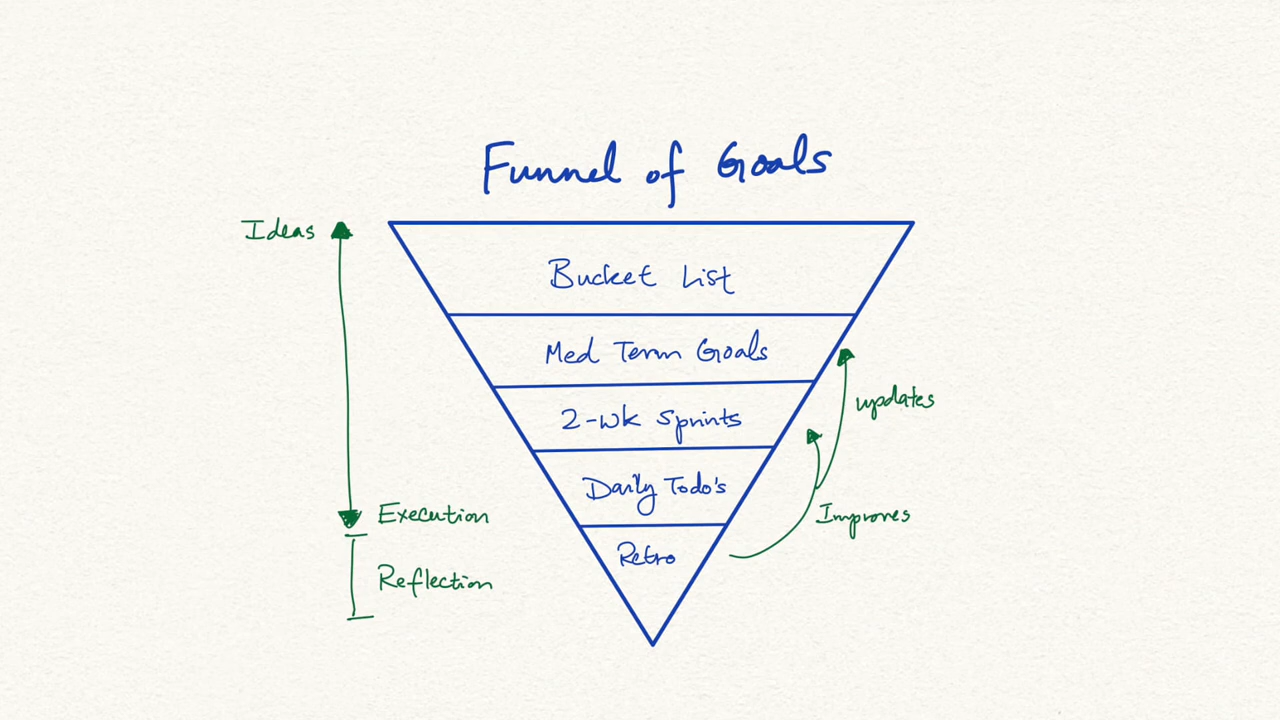 Funnel of Goals
Ideas
Bucket List
Med Term Goals
2-wk Sprints
Daily Todo's
Retro
Execution
Reflection
updates
Improves